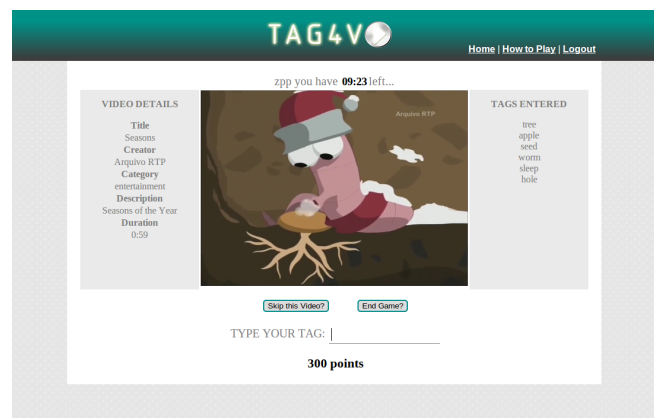 TAG4V
Home | How to Play | Logout
zpp you have 09:23 left...
VIDEO DETAILS
Title
Seasons
Creator
Arquivo RTP
Category
entertainment
Description
Seasons of the Year
Duration
0:59
Arquivo RTP
TAGS ENTERED
tree
apple
seed
worm
sleep
hole
Skip this Video?
End Game?
TYPE YOUR TAG:
300 points